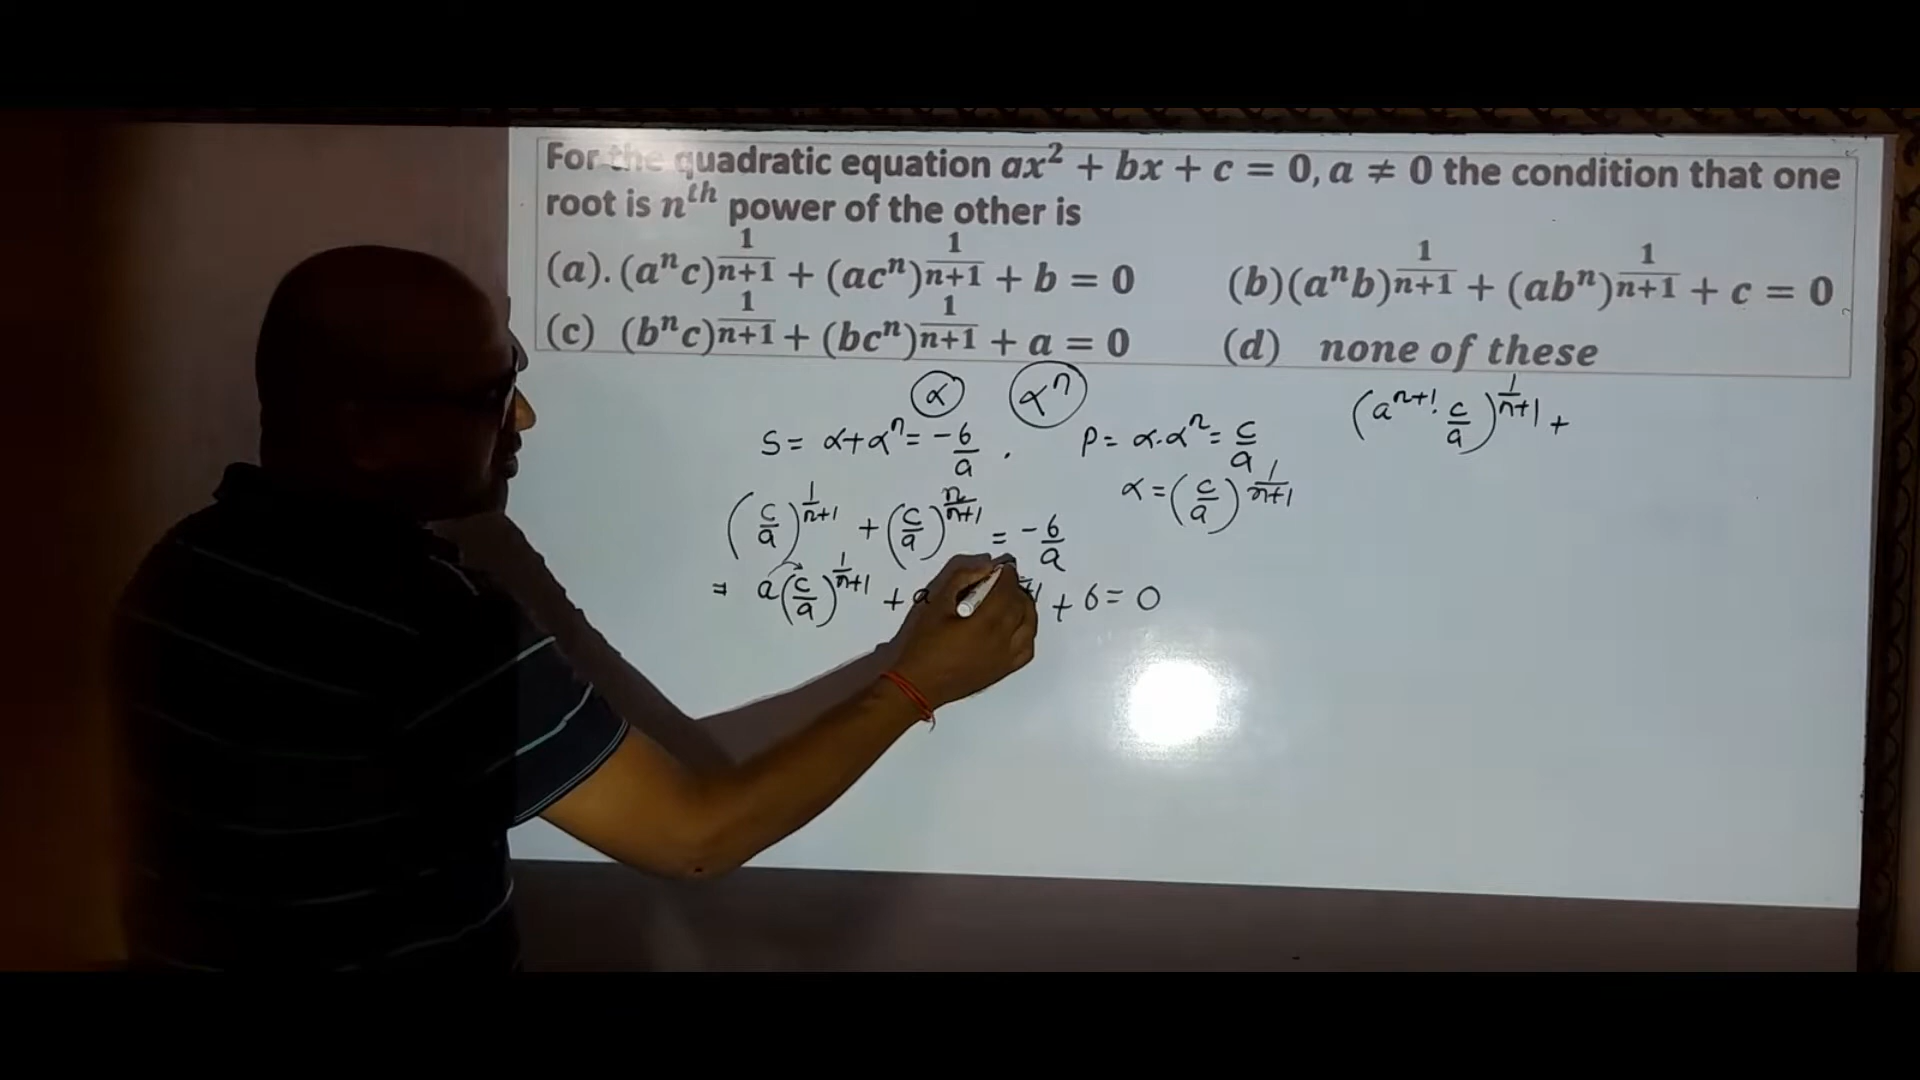 For the quadratic equation ax² + bx + c = 0, a ≠ 0 the condition that one
root is nᵗʰ power of the other is
(a). (aⁿc)^(1/(n+1)) + (acⁿ)^(1/(n+1)) + b = 0 (b)(aⁿb)^(1/(n+1)) + (abⁿ)^(1/(n+1)) + c = 0
(c) (bⁿc)^(1/(n+1)) + (bcⁿ)^(1/(n+1)) + a = 0 (d) none of these
α αⁿ
S = α+αⁿ = -b/a . P = α.αⁿ = c/a
α = (c/a)^(1/(n+1))
(c/a)^(1/(n+1)) + (c/a)^(n/(n+1)) = -b/a
⇒ a(c/a)^(1/(n+1)) + a + b = 0
(aⁿ⁺¹. c/a)^(1/(n+1)) +